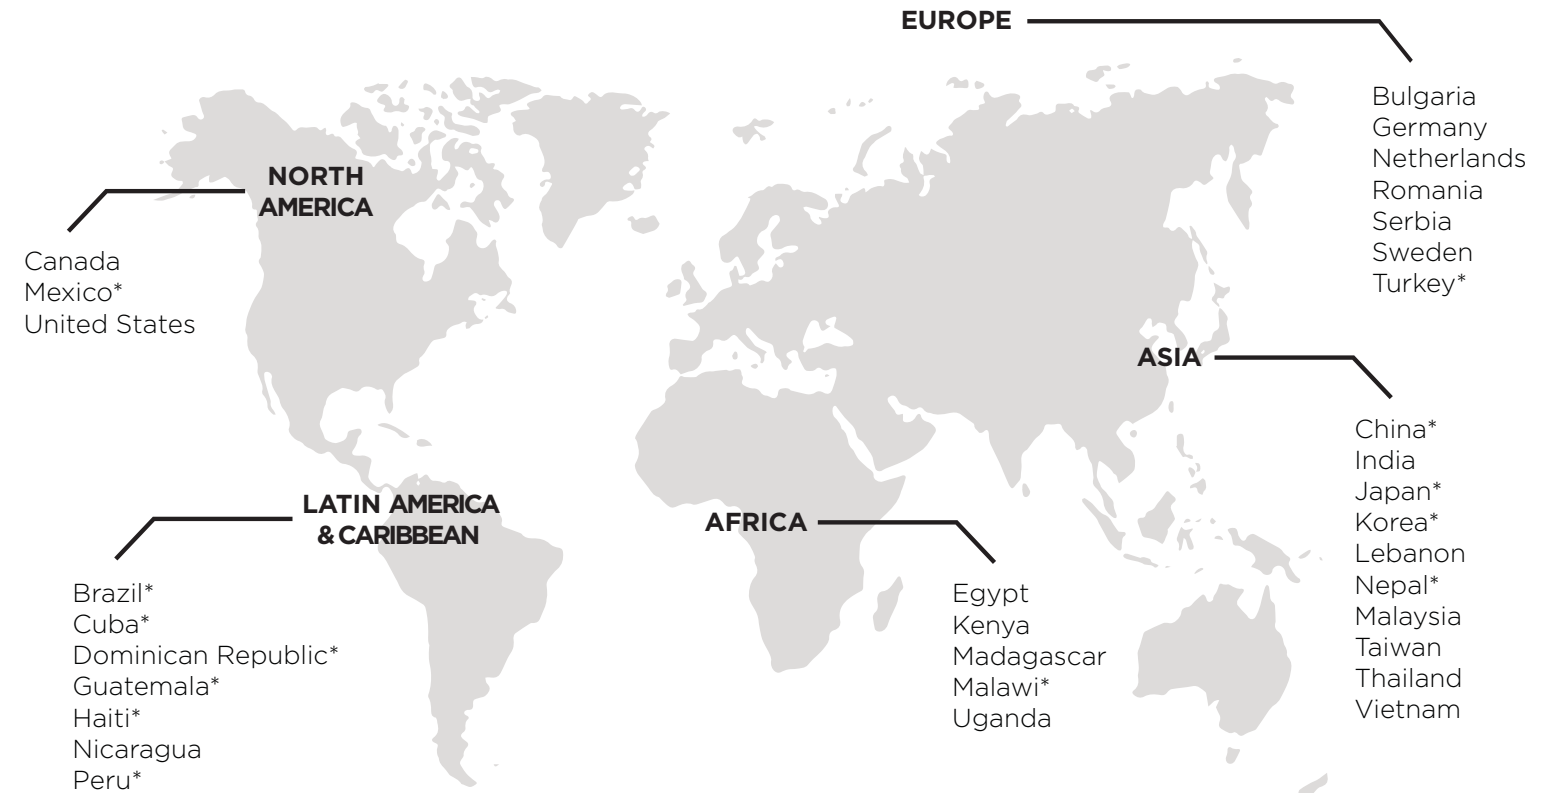 EUROPE
Bulgaria
Germany
Netherlands
Romania
Serbia
Sweden
Turkey*
NORTH
AMERICA
Canada
Mexico*
United States
ASIA
China*
India
Japan*
Korea*
Lebanon
Nepal*
Malaysia
Taiwan
Thailand
Vietnam
LATIN AMERICA
& CARIBBEAN
Brazil*
Cuba*
Dominican Republic*
Guatemala*
Haiti*
Nicaragua
Peru*
AFRICA
Egypt
Kenya
Madagascar
Malawi*
Uganda